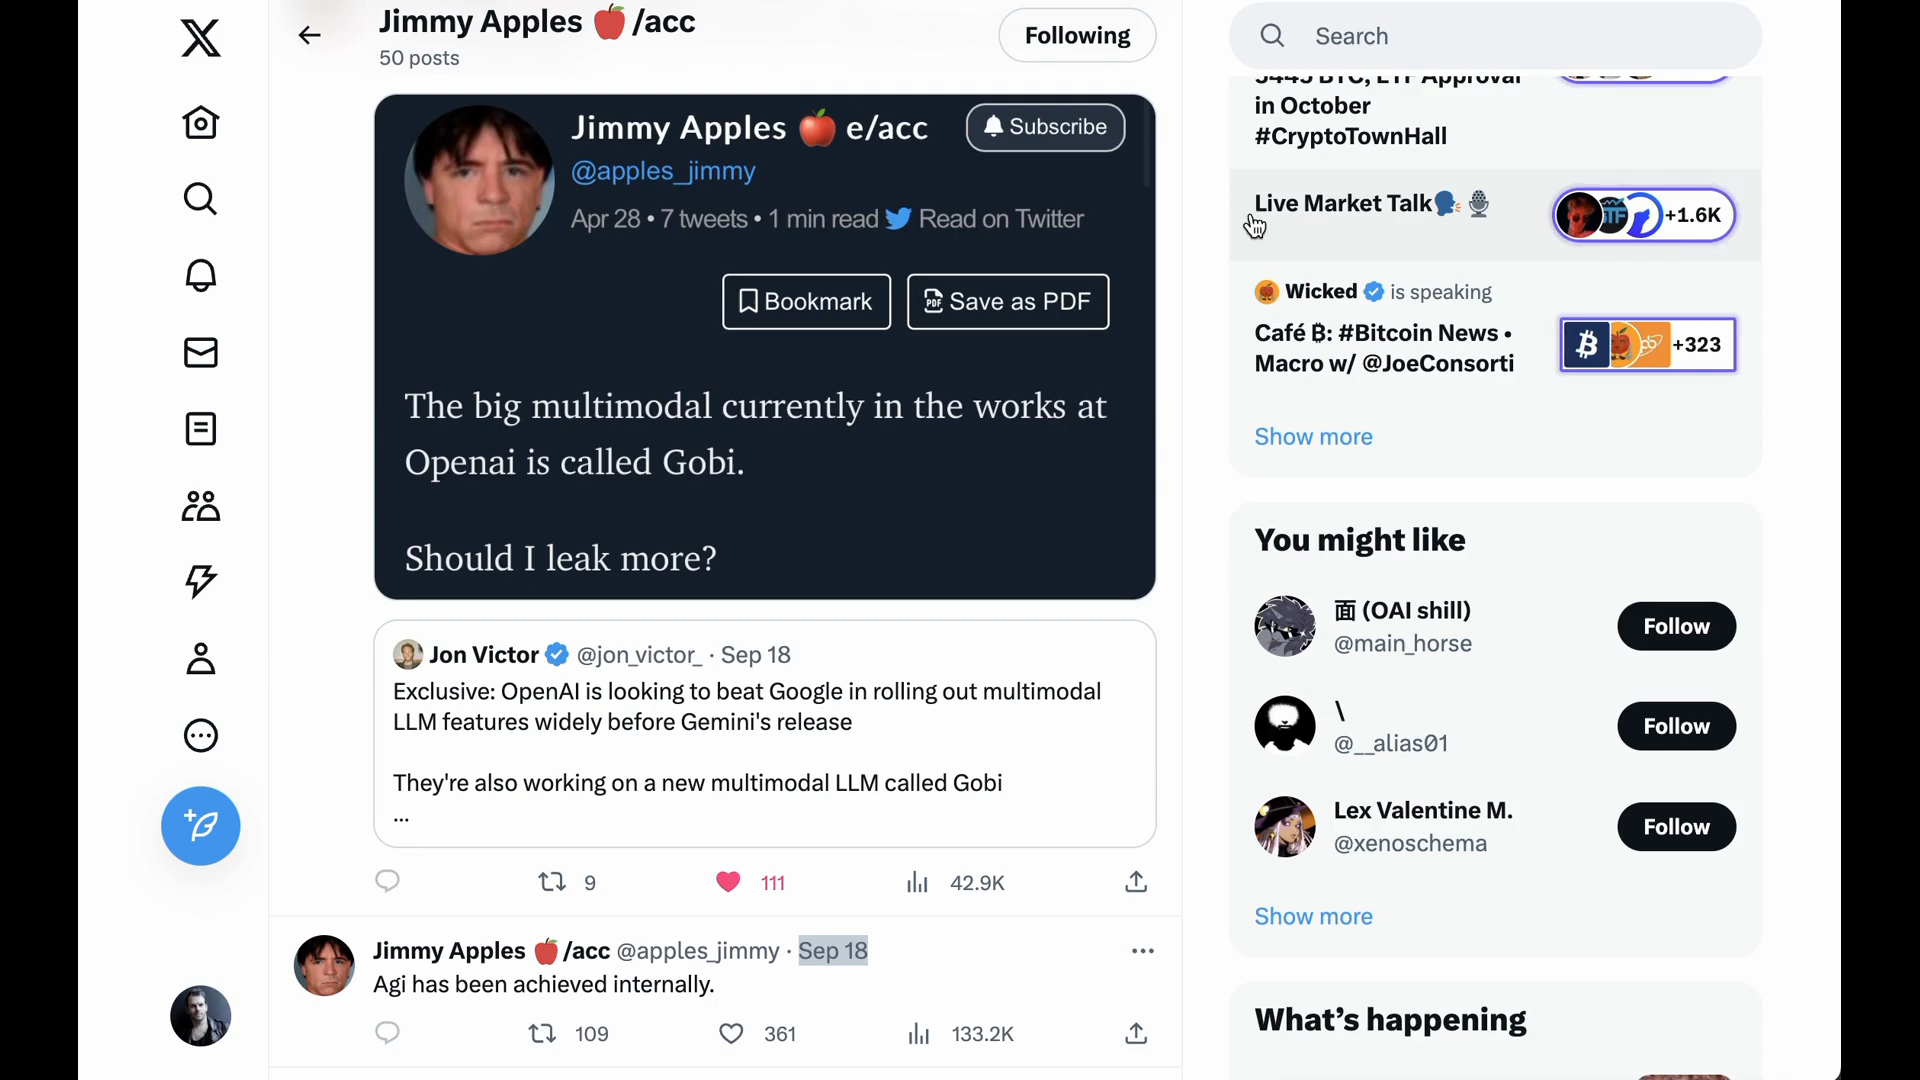 Jimmy Apples 🍎 /acc
50 posts
Following
Jimmy Apples 🍎 e/acc
Subscribe
@apples_jimmy
Apr 28 • 7 tweets • 1 min read Read on Twitter
Bookmark
PDF
Save as PDF
The big multimodal currently in the works at
Openai is called Gobi.
Should I leak more?
Jon Victor @jon_victor_ · Sep 18
Exclusive: OpenAI is looking to beat Google in rolling out multimodal
LLM features widely before Gemini's release
They're also working on a new multimodal LLM called Gobi
...
9
111
42.9K
Jimmy Apples 🍎 /acc @apples_jimmy · Sep 18
Agi has been achieved internally.
109
361
133.2K
Search
5445 BTC, ETF Approval
in October
#CryptoTownHall
Live Market Talk🗣️ 🎙️
+1.6K
Wicked is speaking
Café ₿: #Bitcoin News •
Macro w/ @JoeConsorti
+323
Show more
You might like
面 (OAI shill)
@main_horse
Follow
\
@__alias01
Follow
Lex Valentine M.
@xenoschema
Follow
Show more
What's happening